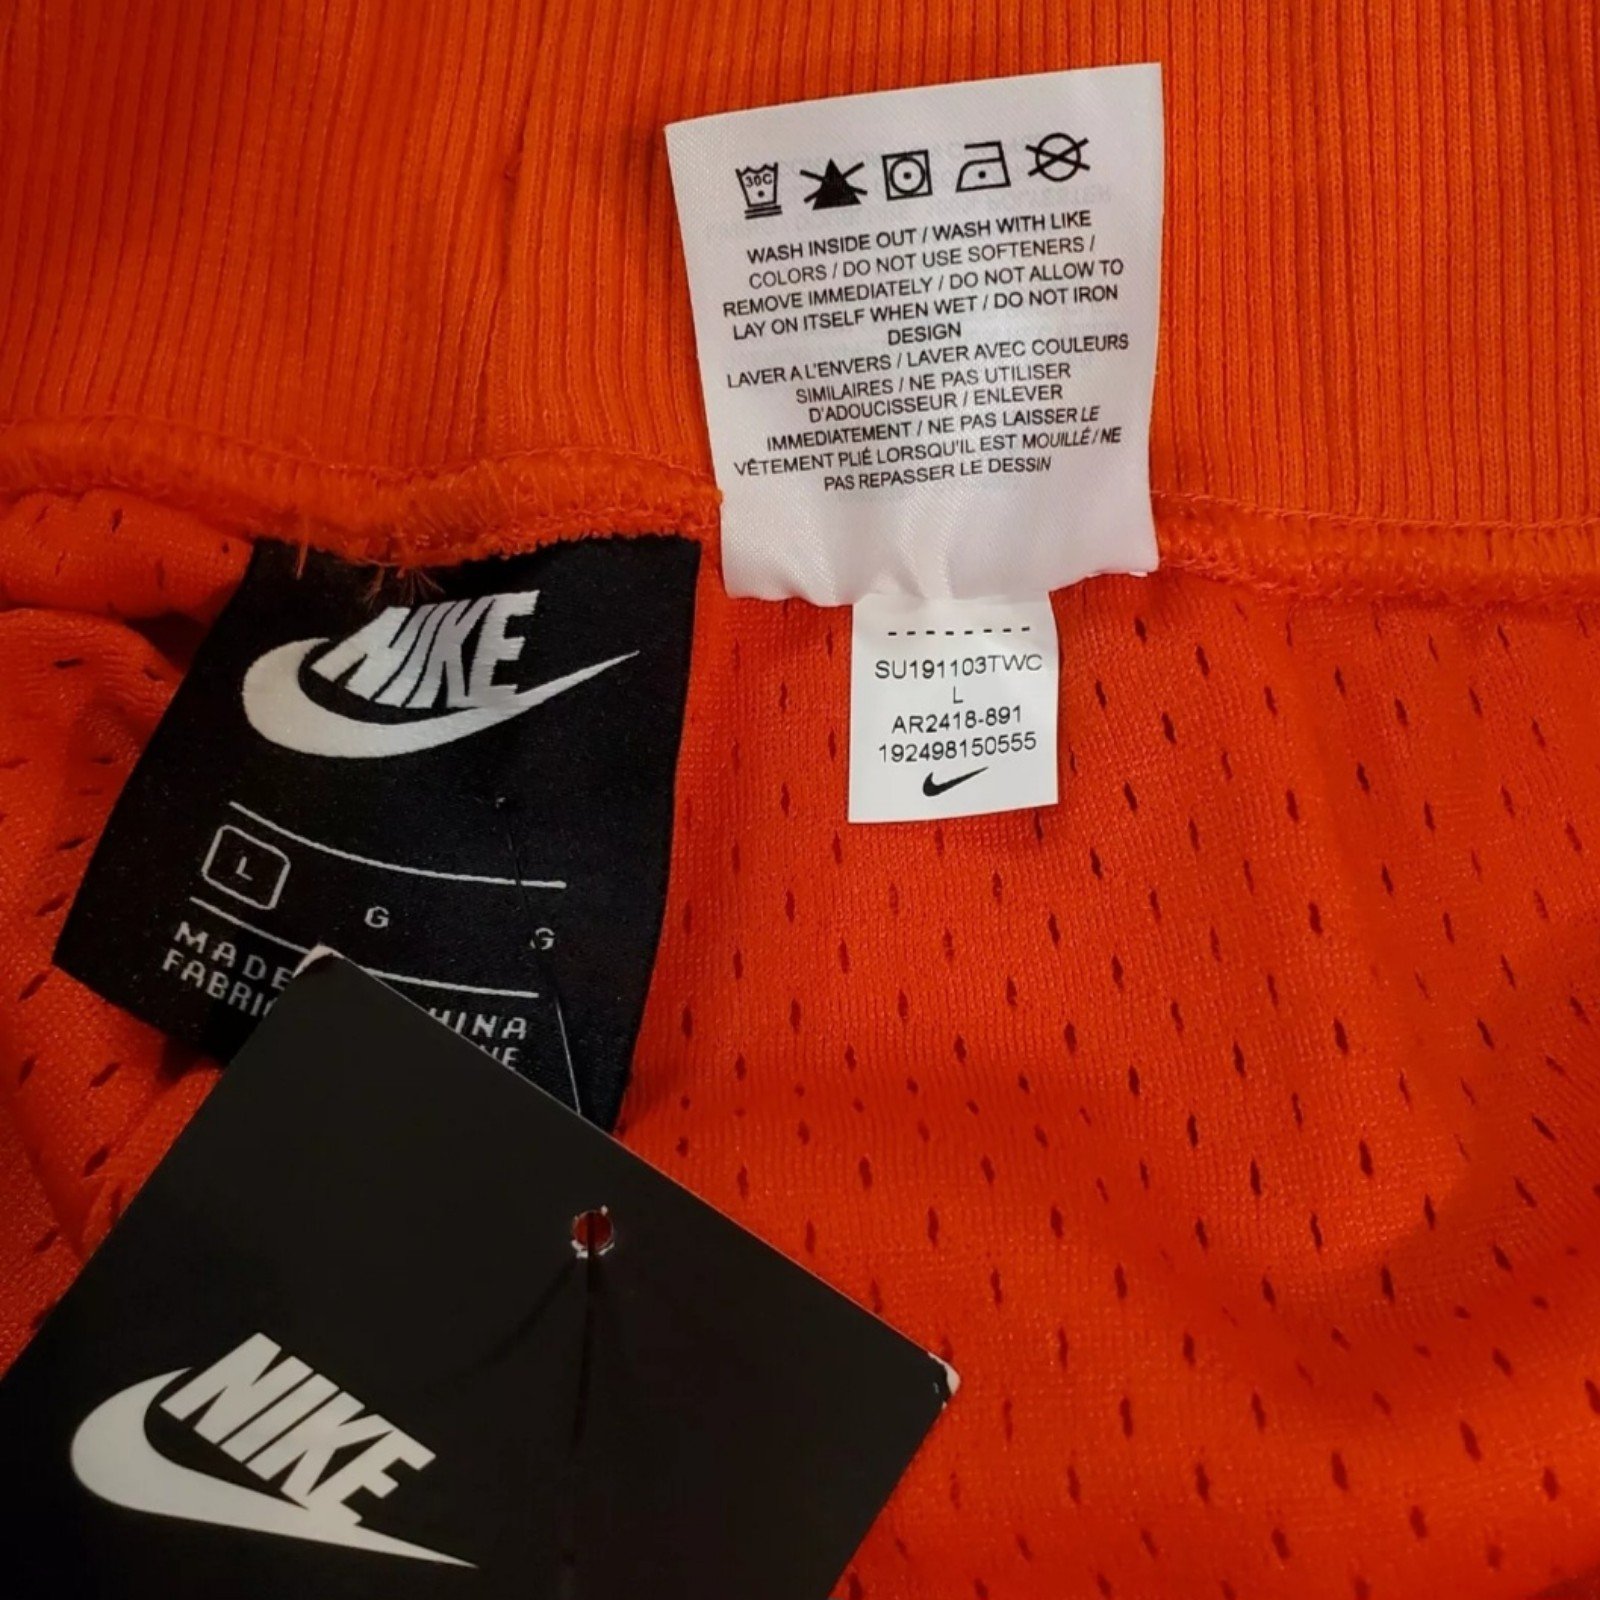 30C
WASH INSIDE OUT / WASH WITH LIKE
COLORS / DO NOT USE SOFTENERS /
REMOVE IMMEDIATELY / DO NOT ALLOW TO
LAY ON ITSELF WHEN WET / DO NOT IRON
DESIGN
LAVER A L'ENVERS / LAVER AVEC COULEURS
SIMILAIRES / NE PAS UTILISER
D'ADOUCISSEUR / ENLEVER
IMMEDIATEMENT / NE PAS LAISSER LE
VÊTEMENT PLIÉ LORSQU'IL EST MOUILLÉ / NE
PAS REPASSER LE DESSIN
NIKE
L
G G
MADE
SU191103TWC
L
AR2418-891
192498150555
NIKE